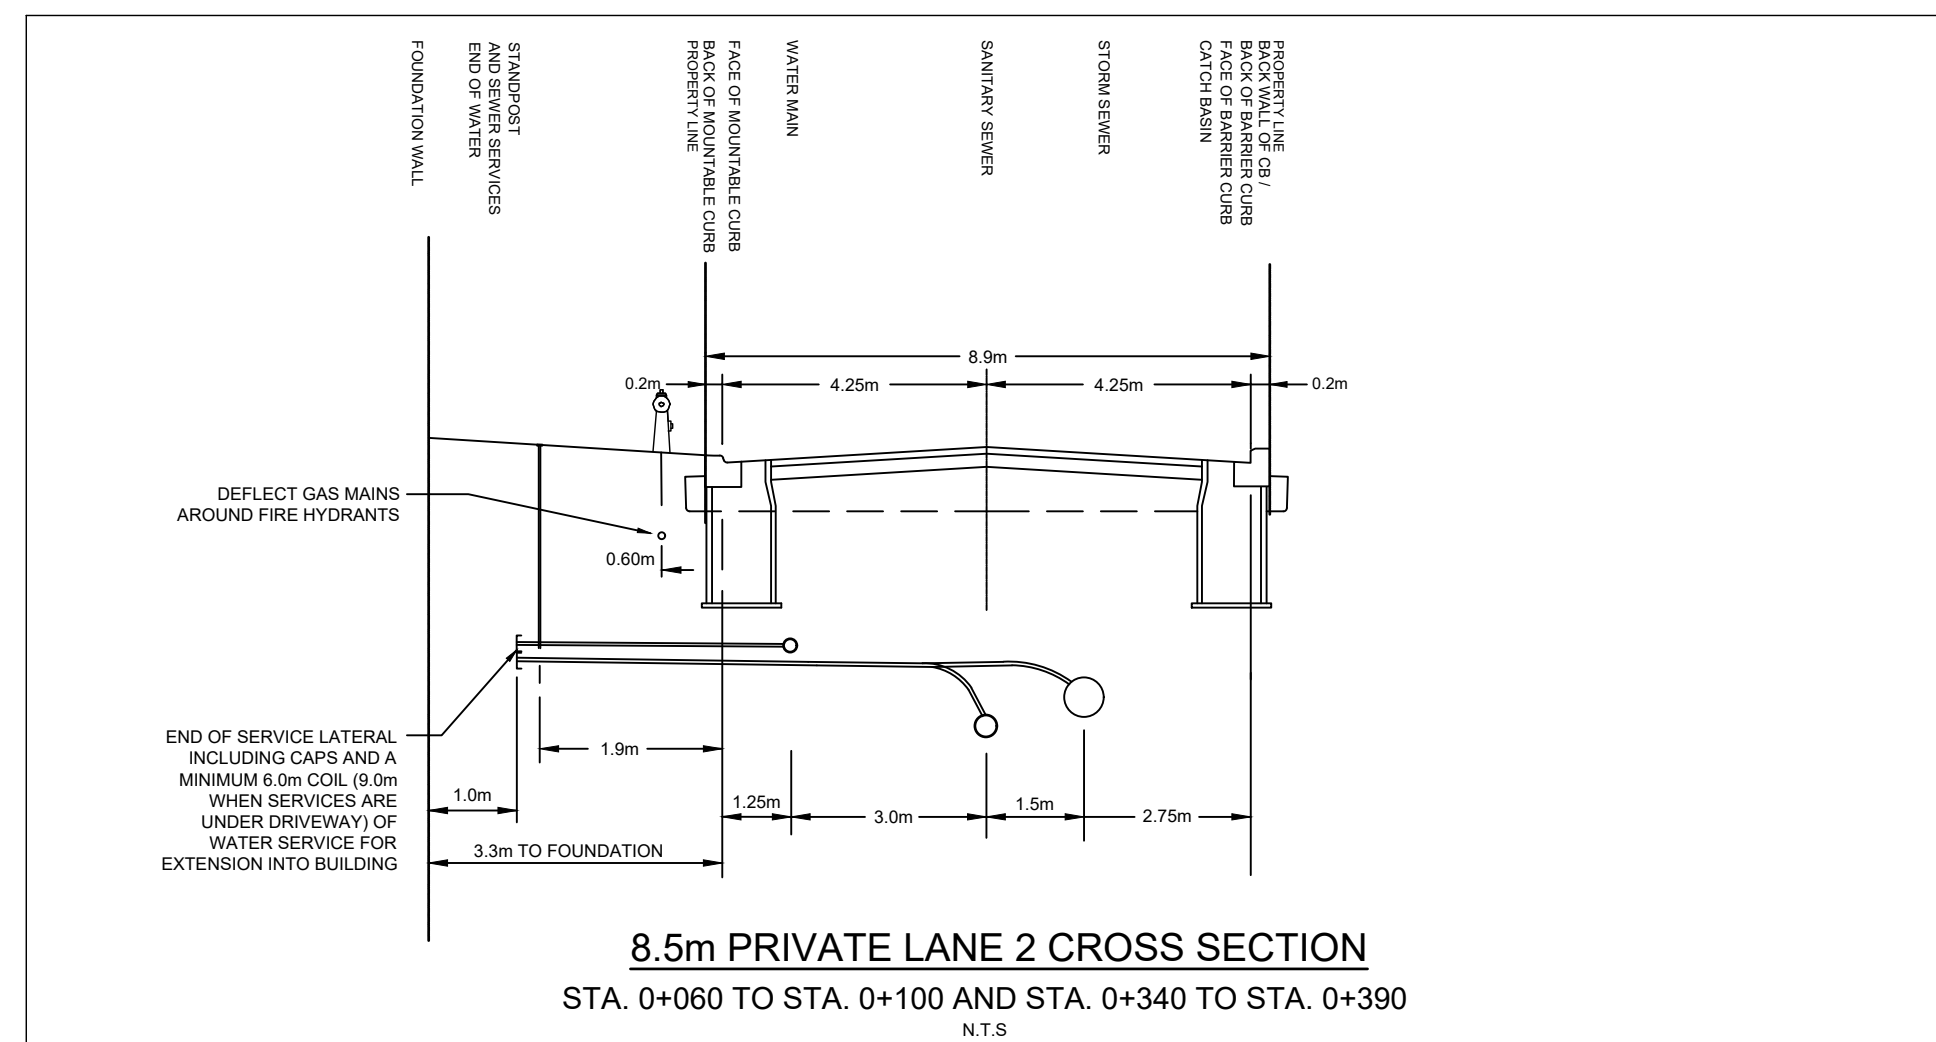 FOUNDATION WALL
STANDPOST
AND SEWER SERVICES
END OF WATER
PROPERTY LINE
BACK OF MOUNTABLE CURB
FACE OF MOUNTABLE CURB
WATER MAIN
SANITARY SEWER
STORM SEWER
PROPERTY LINE
BACK WALL OF CB /
BACK OF BARRIER CURB
FACE OF BARRIER CURB
CATCH BASIN
8.9m
0.2m
4.25m
4.25m
0.2m
DEFLECT GAS MAINS
AROUND FIRE HYDRANTS
0.60m
END OF SERVICE LATERAL
INCLUDING CAPS AND A
MINIMUM 6.0m COIL (9.0m
WHEN SERVICES ARE
UNDER DRIVEWAY) OF
WATER SERVICE FOR
EXTENSION INTO BUILDING
1.9m
1.0m
1.25m
3.0m
1.5m
2.75m
3.3m TO FOUNDATION
8.5m PRIVATE LANE 2 CROSS SECTION
STA. 0+060 TO STA. 0+100 AND STA. 0+340 TO STA. 0+390
N.T.S